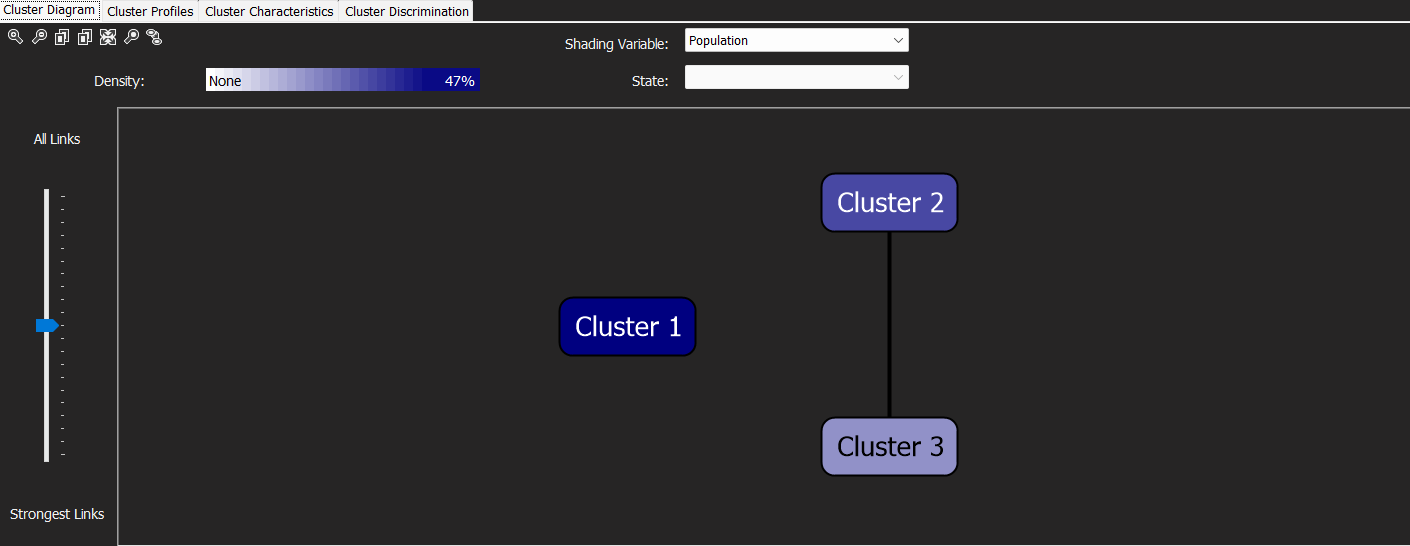 Cluster Diagram Cluster Profiles Cluster Characteristics Cluster Discrimination
Shading Variable: Population
Density: None 47% State:
All Links
Cluster 2
Cluster 1
Cluster 3
Strongest Links